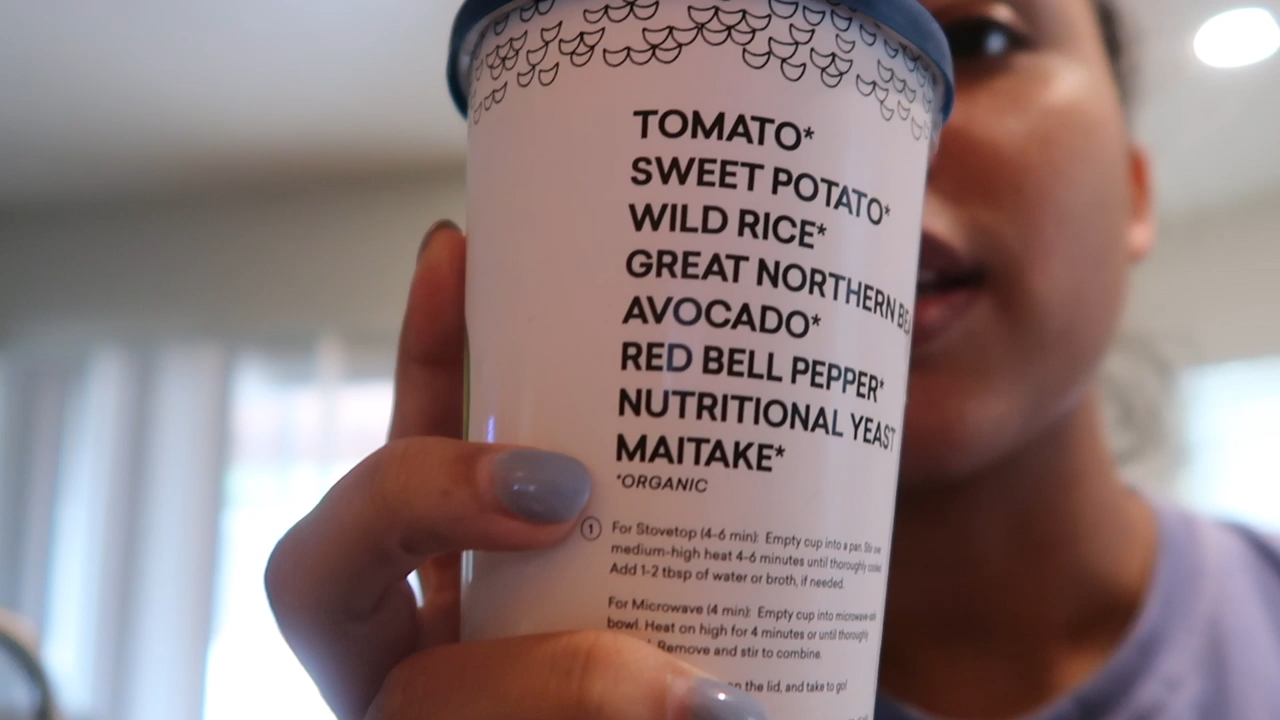 TOMATO*
SWEET POTATO*
WILD RICE*
GREAT NORTHERN
AVOCADO*
RED BELL PEPPER*
NUTRITIONAL YEAST
MAITAKE*
*ORGANIC
1 For Stovetop (4-6 min): Empty cup into a pan. Stir
medium-high heat 4-6 minutes until thoroughly cooked
Add 1-2 tbsp of water or broth, if needed.
For Microwave (4 min): Empty cup into microwave-safe
bowl. Heat on high for 4 minutes or until thoroughly
Remove and stir to combine.
on the lid, and take to go!